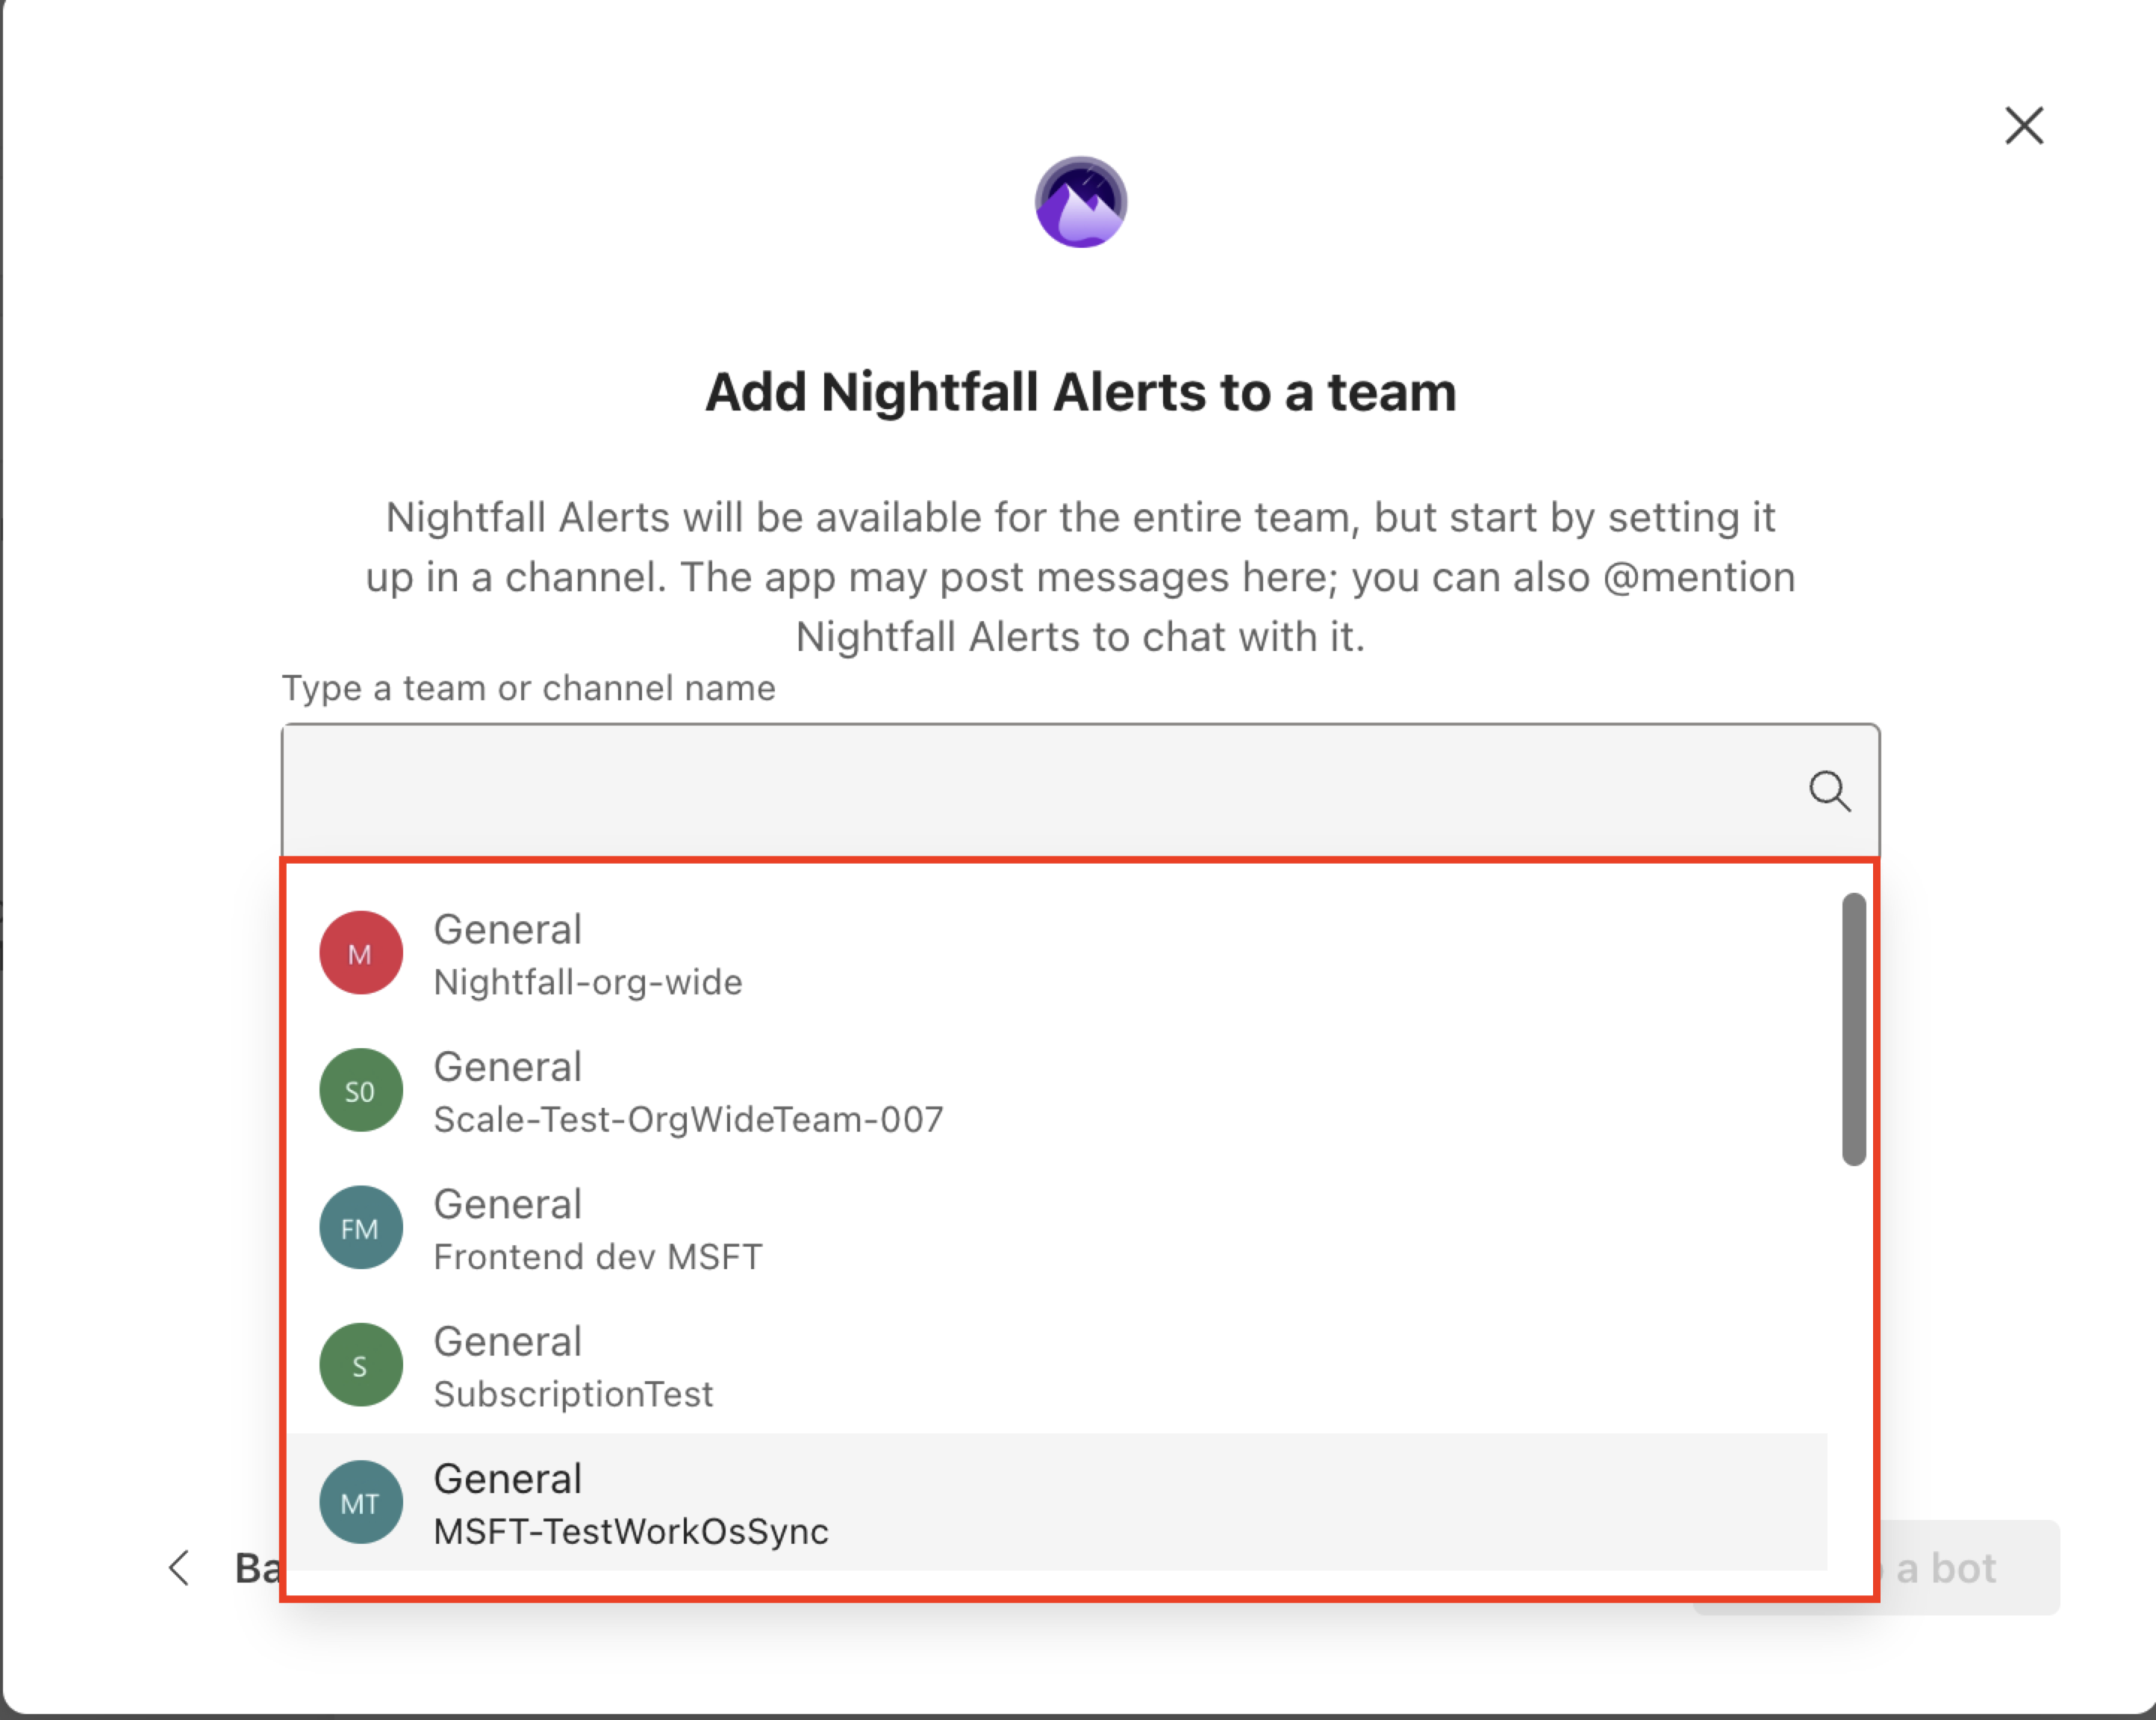 Add Nightfall Alerts to a team
Nightfall Alerts will be available for the entire team, but start by setting it
up in a channel. The app may post messages here; you can also @mention
Nightfall Alerts to chat with it.
Type a team or channel name
M
General
Nightfall-org-wide
S0
General
Scale-Test-OrgWideTeam-007
FM
General
Frontend dev MSFT
S
General
SubscriptionTest
MT
General
MSFT-TestWorkOsSync
a bot